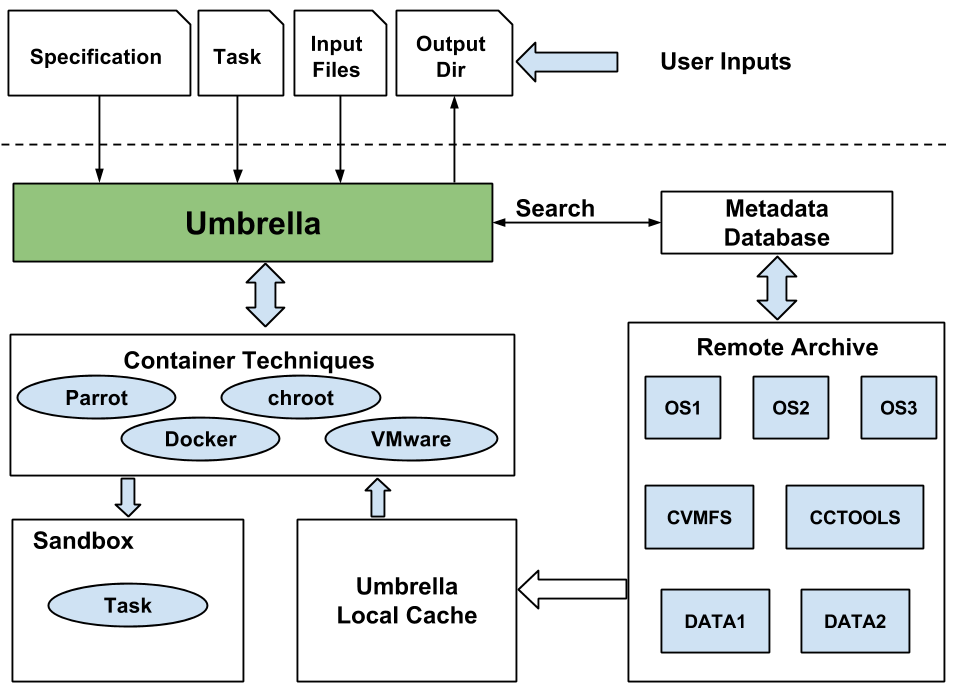 Specification
Task
Input
Files
Output
Dir
User Inputs
Umbrella
Search
Metadata
Database
Container Techniques
Parrot
chroot
Docker
VMware
Remote Archive
OS1
OS2
OS3
CVMFS
CCTOOLS
DATA1
DATA2
Sandbox
Task
Umbrella
Local Cache